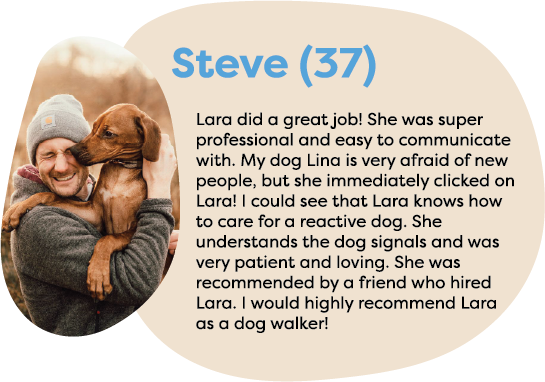 Steve (37)
Lara did a great job! She was super
professional and easy to communicate
with. My dog Lina is very afraid of new
people, but she immediately clicked on
Lara! I could see that Lara knows how
to care for a reactive dog. She
understands the dog signals and was
very patient and loving. She was
recommended by a friend who hired
Lara. I would highly recommend Lara
as a dog walker!